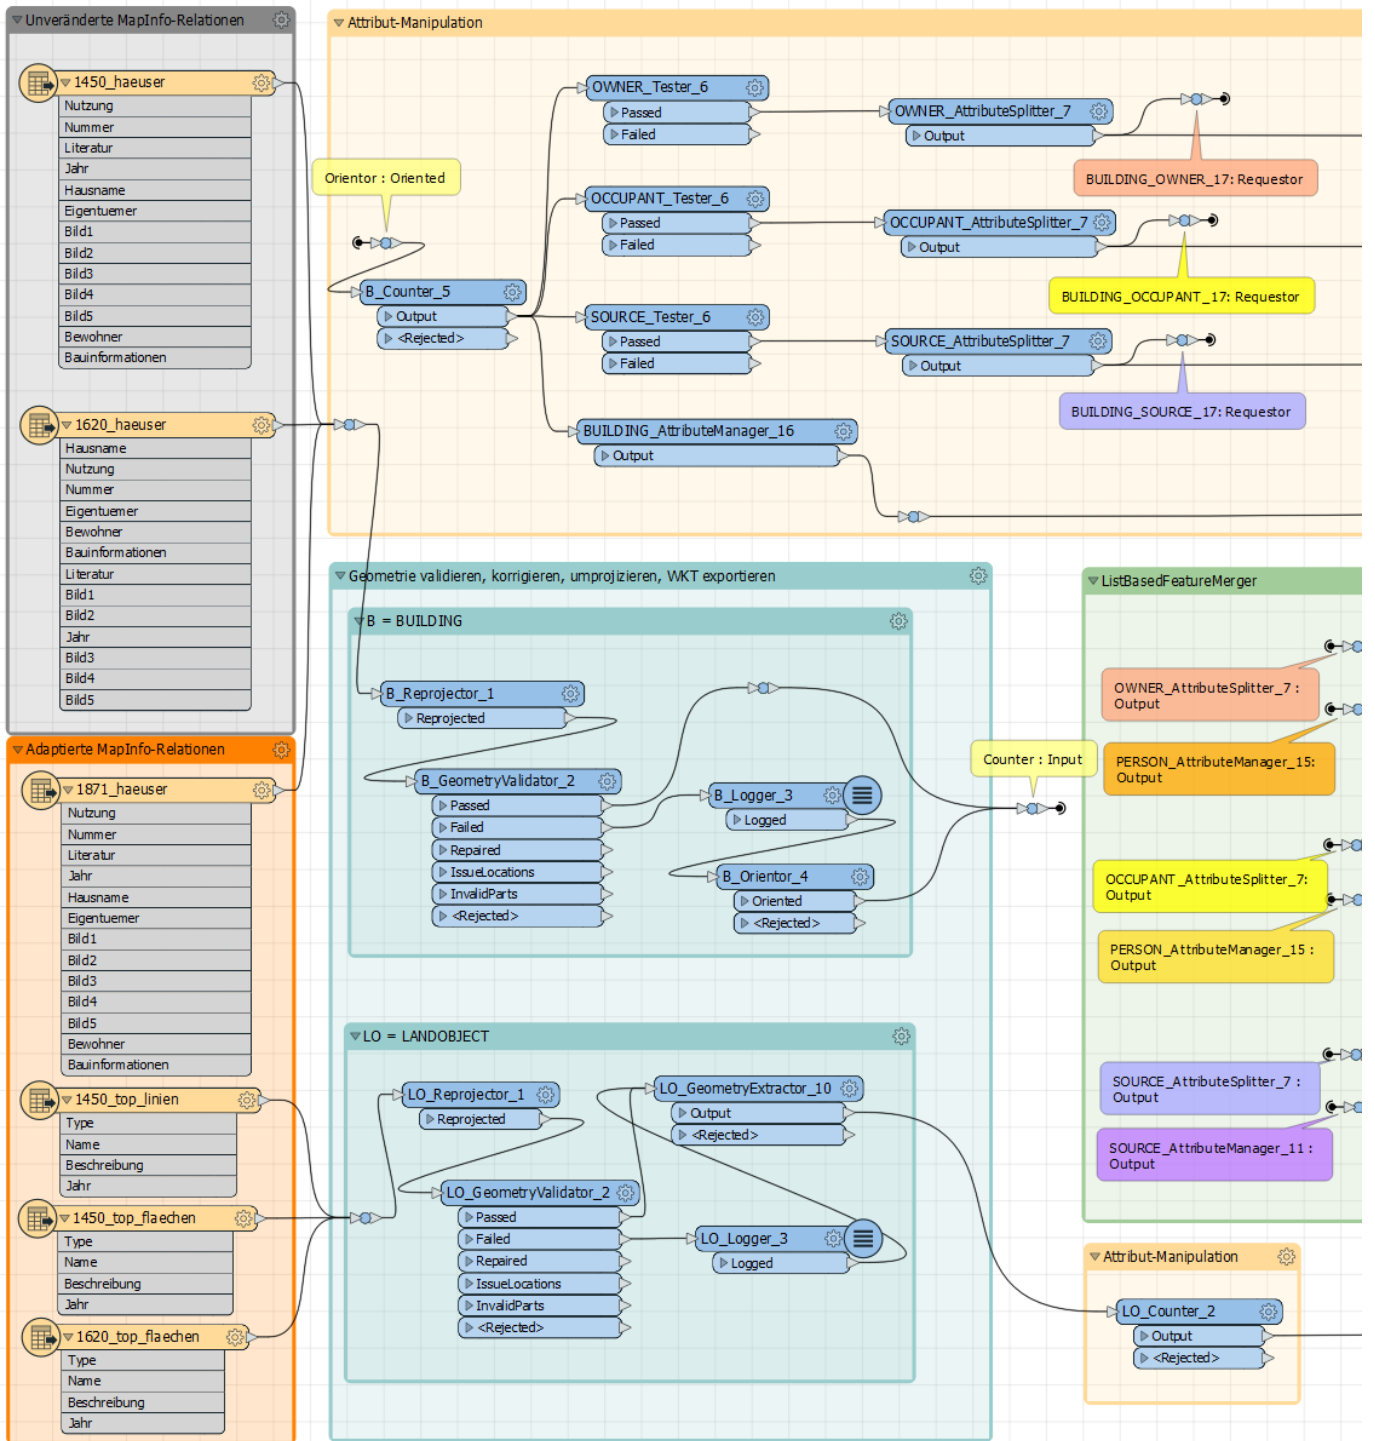 Unveränderte MapInfo-Relationen
1450_haeuser
Nutzung
Nummer
Literatur
Jahr
Hausname
Eigentuemer
Bild1
Bild2
Bild3
Bild4
Bild5
Bewohner
Bauinformationen
1620_haeuser
Hausname
Nutzung
Nummer
Eigentuemer
Bewohner
Bauinformationen
Literatur
Bild1
Bild2
Jahr
Bild3
Bild4
Bild5
Adaptierte MapInfo-Relationen
1871_haeuser
Nutzung
Nummer
Literatur
Jahr
Hausname
Eigentuemer
Bild1
Bild2
Bild3
Bild4
Bild5
Bewohner
Bauinformationen
1450_top_linien
Type
Name
Beschreibung
Jahr
1450_top_flaechen
Type
Name
Beschreibung
Jahr
1620_top_flaechen
Type
Name
Beschreibung
Jahr
Attribut-Manipulation
Orientor : Oriented
B_Counter_5
Output
<Rejected>
OWNER_Tester_6
Passed
Failed
OWNER_AttributeSplitter_7
Output
BUILDING_OWNER_17: Requestor
OCCUPANT_Tester_6
Passed
Failed
OCCUPANT_AttributeSplitter_7
Output
BUILDING_OCCUPANT_17: Requestor
SOURCE_Tester_6
Passed
Failed
SOURCE_AttributeSplitter_7
Output
BUILDING_SOURCE_17: Requestor
BUILDING_AttributeManager_16
Output
Geometrie validieren, korrigieren, umprojizieren, WKT exportieren
B = BUILDING
B_Reprojector_1
Reprojected
B_GeometryValidator_2
Passed
Failed
Repaired
IssueLocations
InvalidParts
<Rejected>
B_Logger_3
Logged
B_Orientor_4
Oriented
<Rejected>
Counter : Input
LO = LANDOBJECT
LO_Reprojector_1
Reprojected
LO_GeometryValidator_2
Passed
Failed
Repaired
IssueLocations
InvalidParts
<Rejected>
LO_GeometryExtractor_10
Output
<Rejected>
LO_Logger_3
Logged
ListBasedFeatureMerger
OWNER_AttributeSplitter_7 :
Output
PERSON_AttributeManager_15:
Output
OCCUPANT_AttributeSplitter_7:
Output
PERSON_AttributeManager_15 :
Output
SOURCE_AttributeSplitter_7 :
Output
SOURCE_AttributeManager_11 :
Output
Attribut-Manipulation
LO_Counter_2
Output
<Rejected>